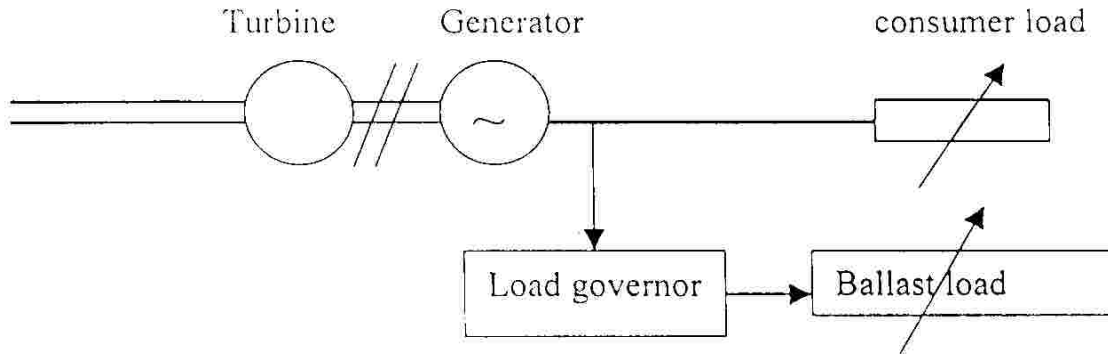 Turbine
Generator
consumer load
~
Load governor
Ballast load